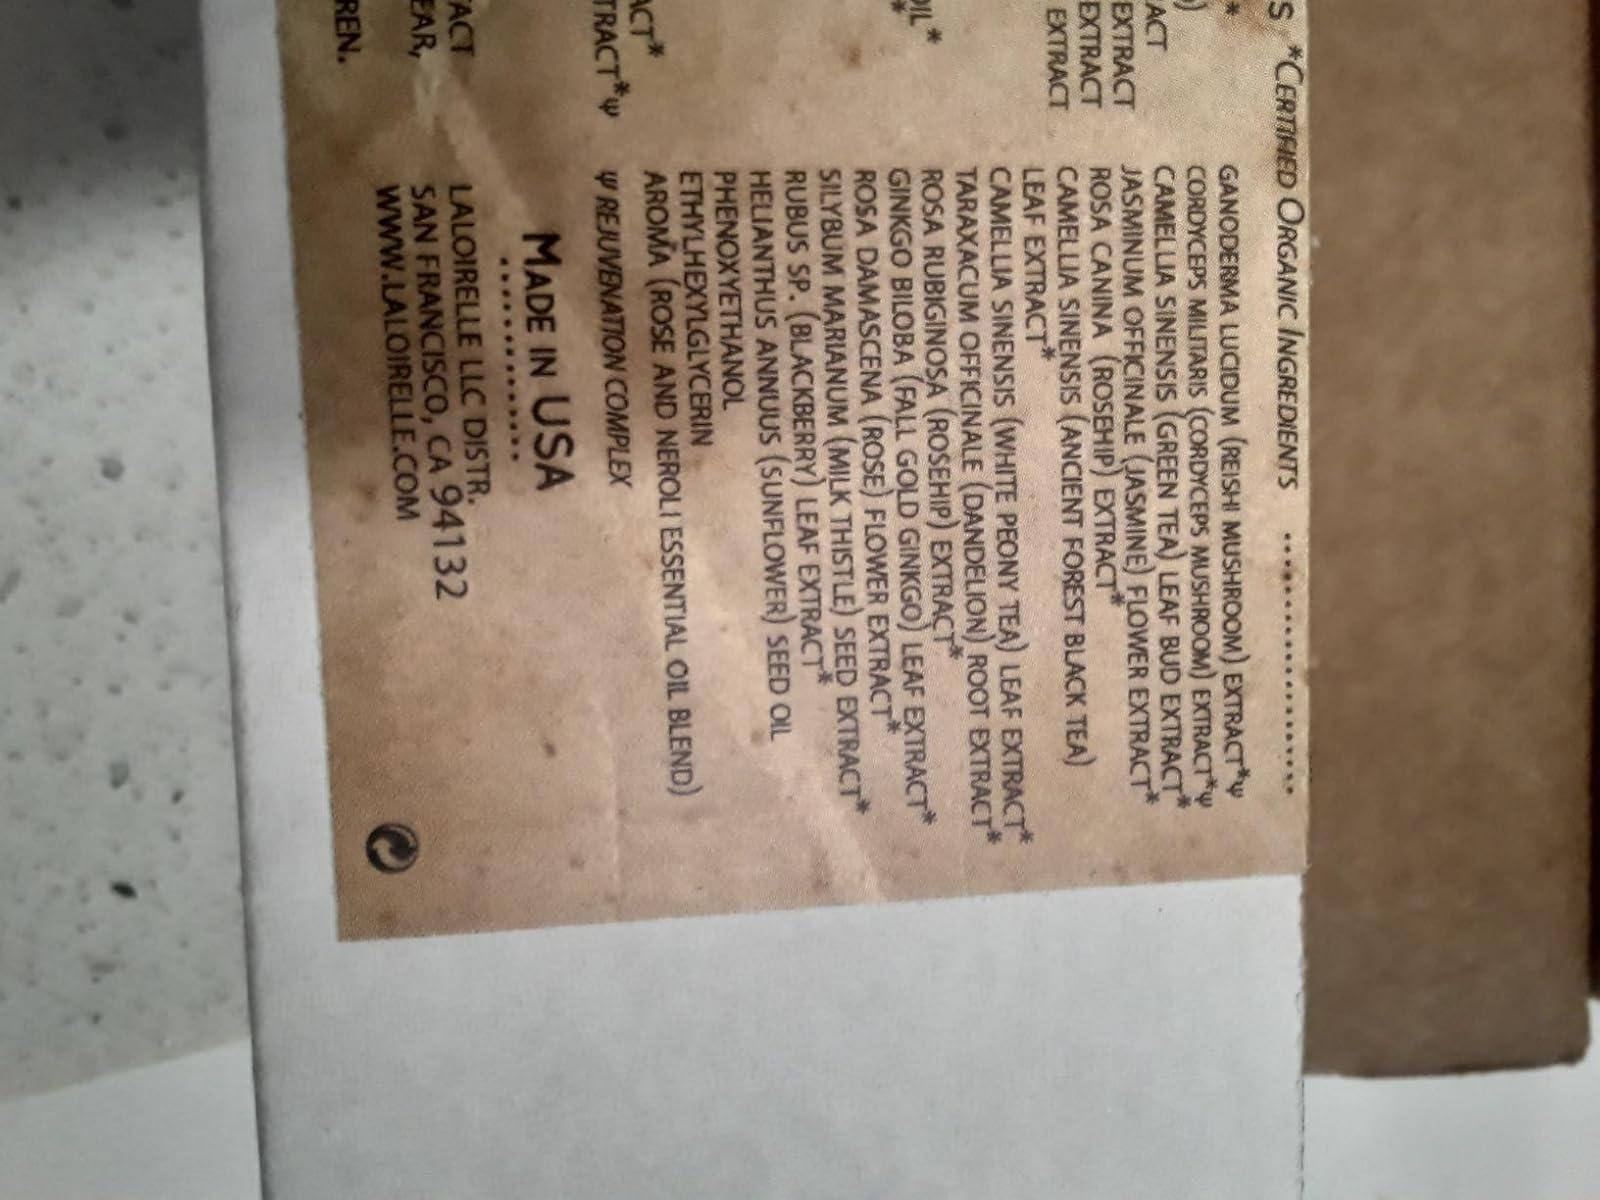 S *CERTIFIED ORGANIC INGREDIENTS ......................
*
)
ACT
EXTRACT
EXTRACT
EXTRACT
OIL*
*
ACT*
TRACT*ψ
TACT
EAR,
REN.
GANODERMA LUCIDUM (REISHI MUSHROOM) EXTRACT*ψ
CORDYCEPS MILITARIS (CORDYCEPS MUSHROOM) EXTRACT*ψ
CAMELLIA SINENSIS (GREEN TEA) LEAF BUD EXTRACT*
JASMINUM OFFICINALE (JASMINE) FLOWER EXTRACT*
ROSA CANINA (ROSEHIP) EXTRACT*
CAMELLIA SINENSIS (ANCIENT FOREST BLACK TEA)
LEAF EXTRACT*
CAMELLIA SINENSIS (WHITE PEONY TEA) LEAF EXTRACT*
TARAXACUM OFFICINALE (DANDELION) ROOT EXTRACT*
ROSA RUBIGINOSA (ROSEHIP) EXTRACT*
GINKGO BILOBA (FALL GOLD GINKGO) LEAF EXTRACT*
ROSA DAMASCENA (ROSE) FLOWER EXTRACT*
SILYBUM MARIANUM (MILK THISTLE) SEED EXTRACT*
RUBUS SP. (BLACKBERRY) LEAF EXTRACT*
HELIANTHUS ANNUUS (SUNFLOWER) SEED OIL
PHENOXYETHANOL
ETHYLHEXYLGLYCERIN
AROMA (ROSE AND NEROLI ESSENTIAL OIL BLEND)
ψ REJUVENATION COMPLEX
MADE IN USA
LALOIRELLE LLC DISTR.
SAN FRANCISCO, CA 94132
WWW.LALOIRELLE.COM